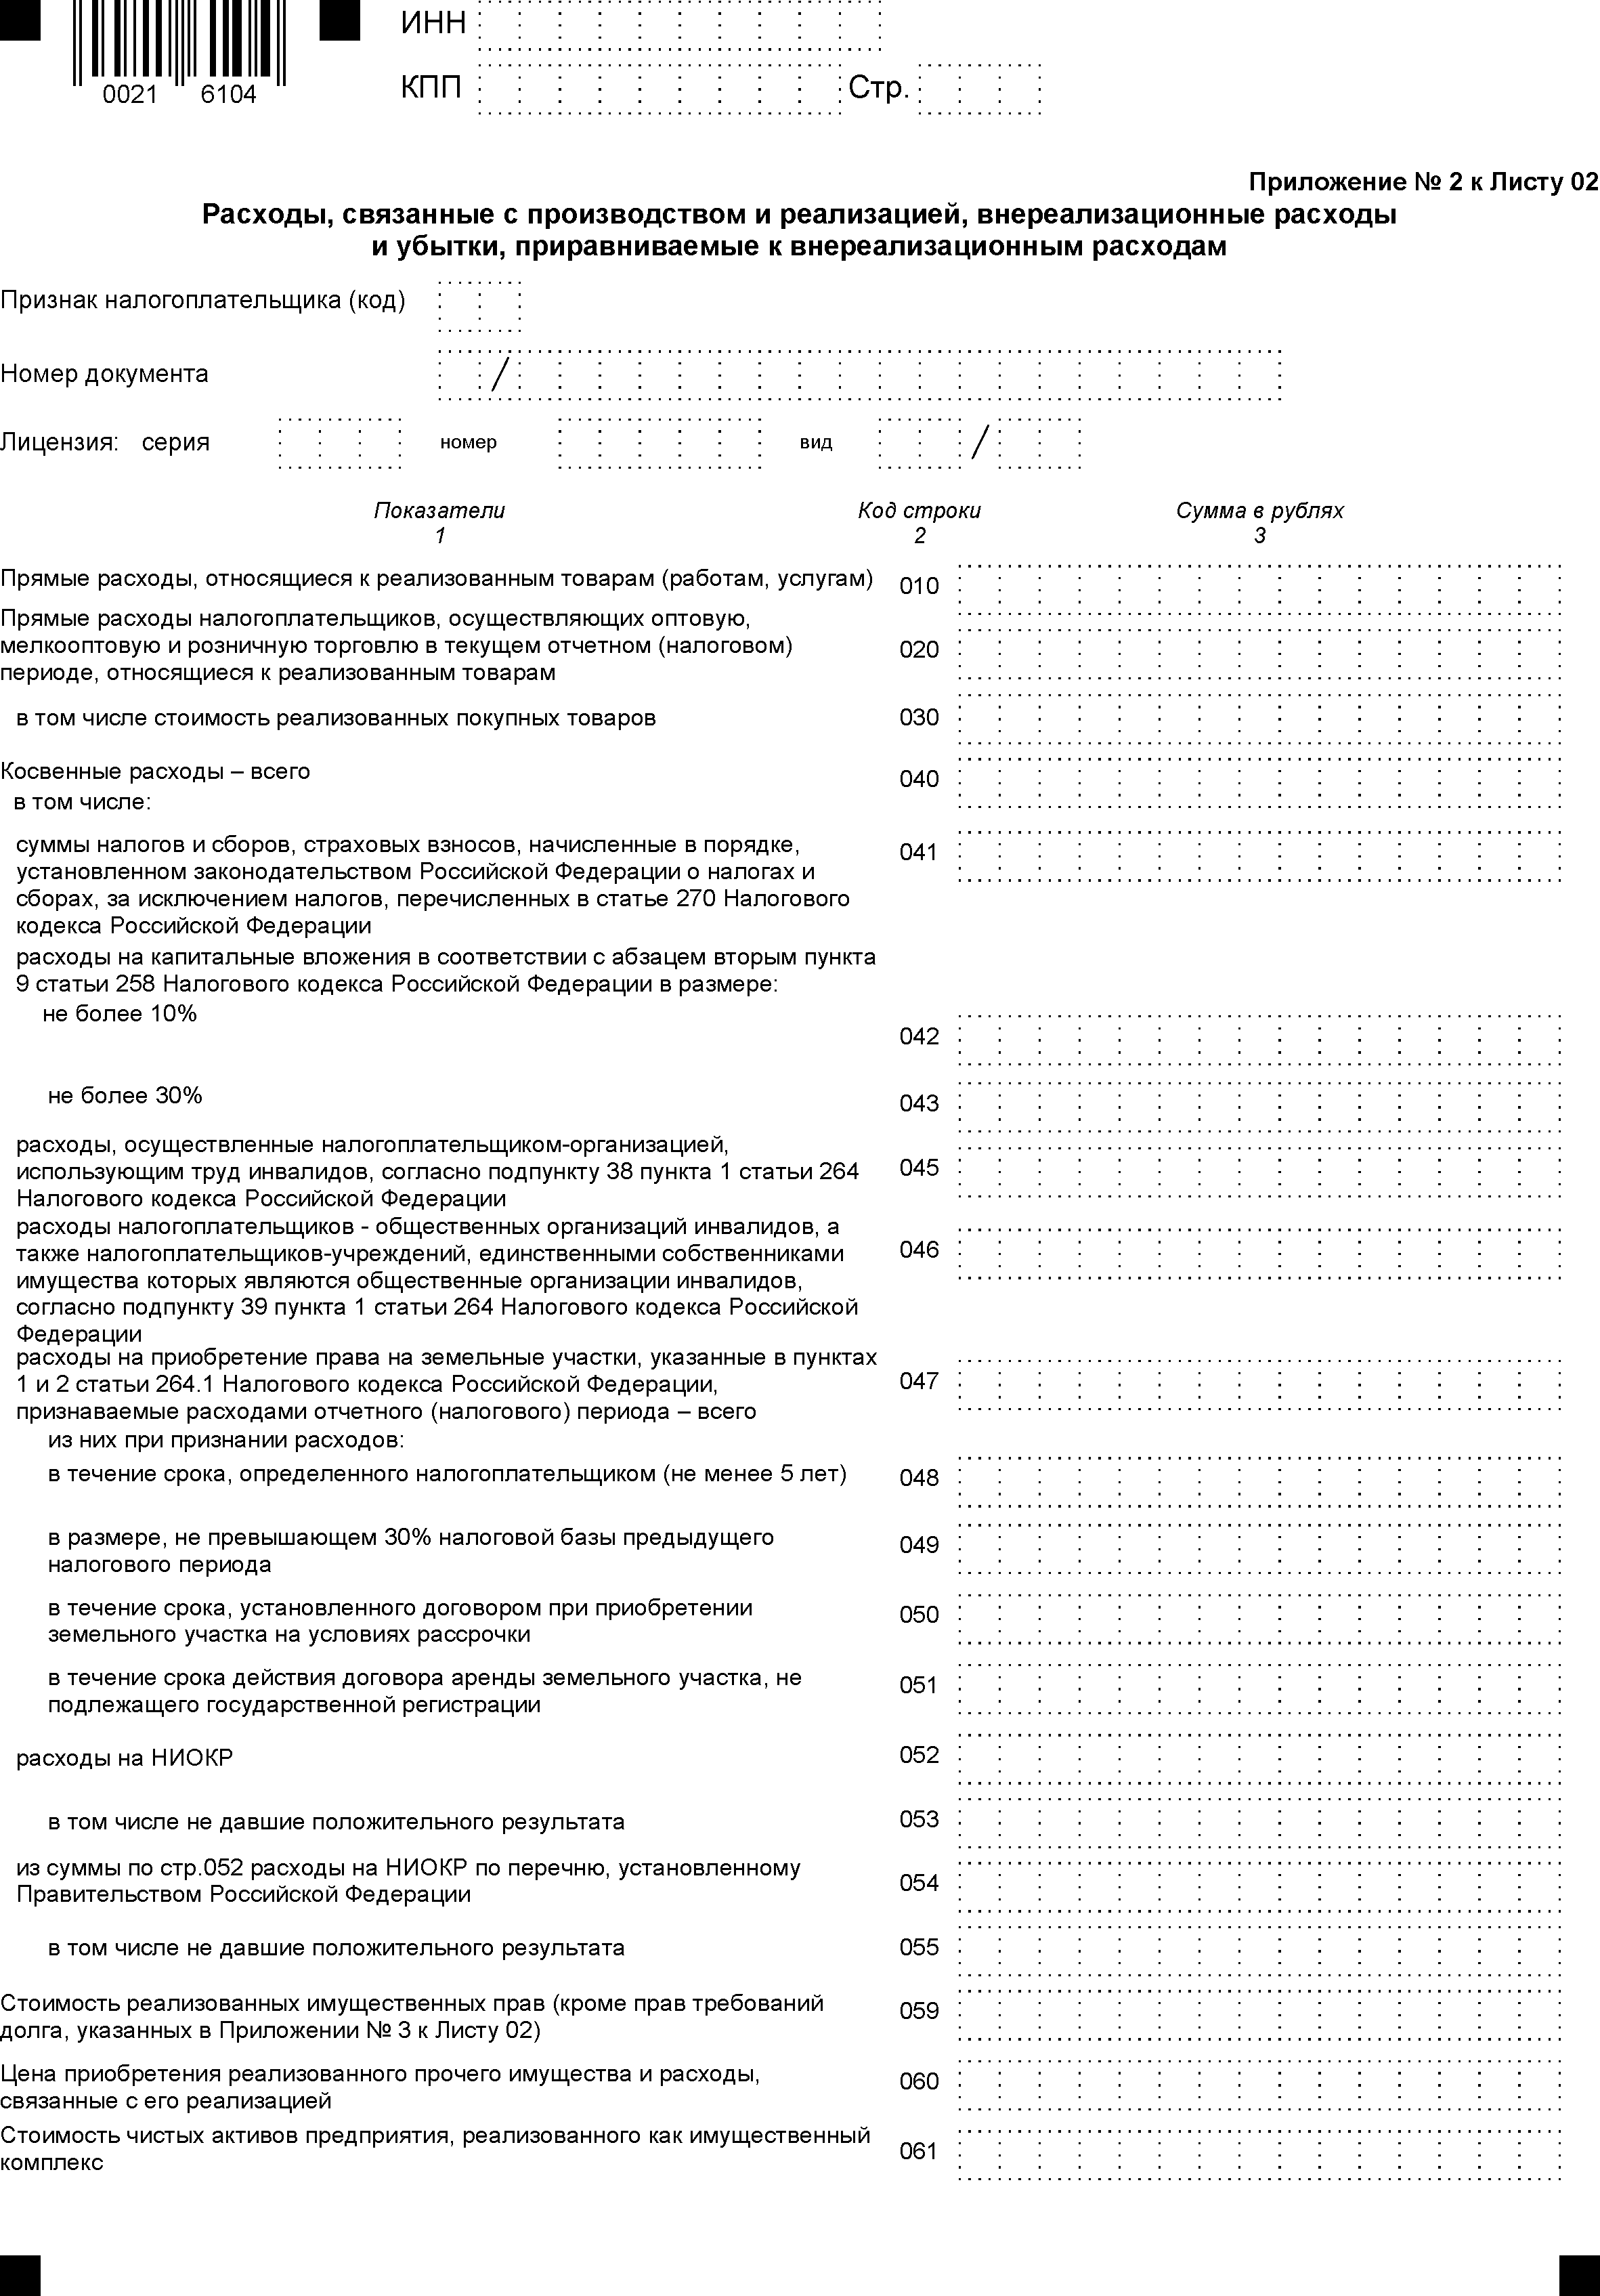 ИНН
0021 6104
КПП Стр.
Приложение № 2 к Листу 02
Расходы, связанные с производством и реализацией, внереализационные расходы
и убытки, приравниваемые к внереализационным расходам
Признак налогоплательщика (код)
Номер документа /
Лицензия: серия номер вид /
Показатели Код строки Сумма в рублях
1 2 3
Прямые расходы, относящиеся к реализованным товарам (работам, услугам) 010
Прямые расходы налогоплательщиков, осуществляющих оптовую,
мелкооптовую и розничную торговлю в текущем отчетном (налоговом) 020
периоде, относящиеся к реализованным товарам
в том числе стоимость реализованных покупных товаров 030
Косвенные расходы – всего 040
в том числе:
суммы налогов и сборов, страховых взносов, начисленные в порядке, 041
установленном законодательством Российской Федерации о налогах и
сборах, за исключением налогов, перечисленных в статье 270 Налогового
кодекса Российской Федерации
расходы на капитальные вложения в соответствии с абзацем вторым пункта
9 статьи 258 Налогового кодекса Российской Федерации в размере:
не более 10% 042
не более 30% 043
расходы, осуществленные налогоплательщиком-организацией,
использующим труд инвалидов, согласно подпункту 38 пункта 1 статьи 264 045
Налогового кодекса Российской Федерации
расходы налогоплательщиков - общественных организаций инвалидов, а
также налогоплательщиков-учреждений, единственными собственниками 046
имущества которых являются общественные организации инвалидов,
согласно подпункту 39 пункта 1 статьи 264 Налогового кодекса Российской
Федерации
расходы на приобретение права на земельные участки, указанные в пунктах
1 и 2 статьи 264.1 Налогового кодекса Российской Федерации, 047
признаваемые расходами отчетного (налогового) периода – всего
из них при признании расходов:
в течение срока, определенного налогоплательщиком (не менее 5 лет) 048
в размере, не превышающем 30% налоговой базы предыдущего 049
налогового периода
в течение срока, установленного договором при приобретении 050
земельного участка на условиях рассрочки
в течение срока действия договора аренды земельного участка, не 051
подлежащего государственной регистрации
расходы на НИОКР 052
в том числе не давшие положительного результата 053
из суммы по стр.052 расходы на НИОКР по перечню, установленному 054
Правительством Российской Федерации
в том числе не давшие положительного результата 055
Стоимость реализованных имущественных прав (кроме прав требований 059
долга, указанных в Приложении № 3 к Листу 02)
Цена приобретения реализованного прочего имущества и расходы, 060
связанные с его реализацией
Стоимость чистых активов предприятия, реализованного как имущественный 061
комплекс